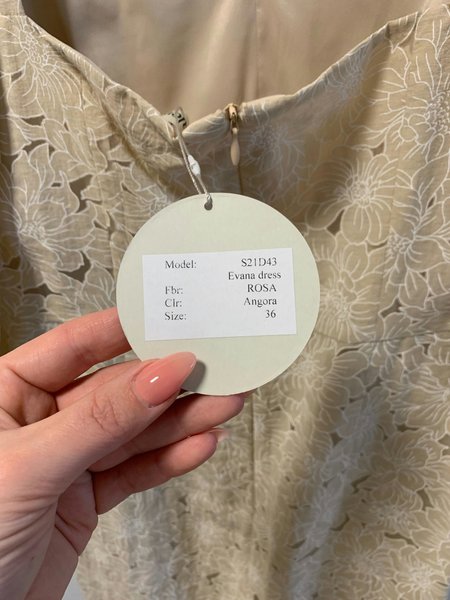 Model: S21D43
Evana dress
Fbr: ROSA
Clr: Angora
Size: 36